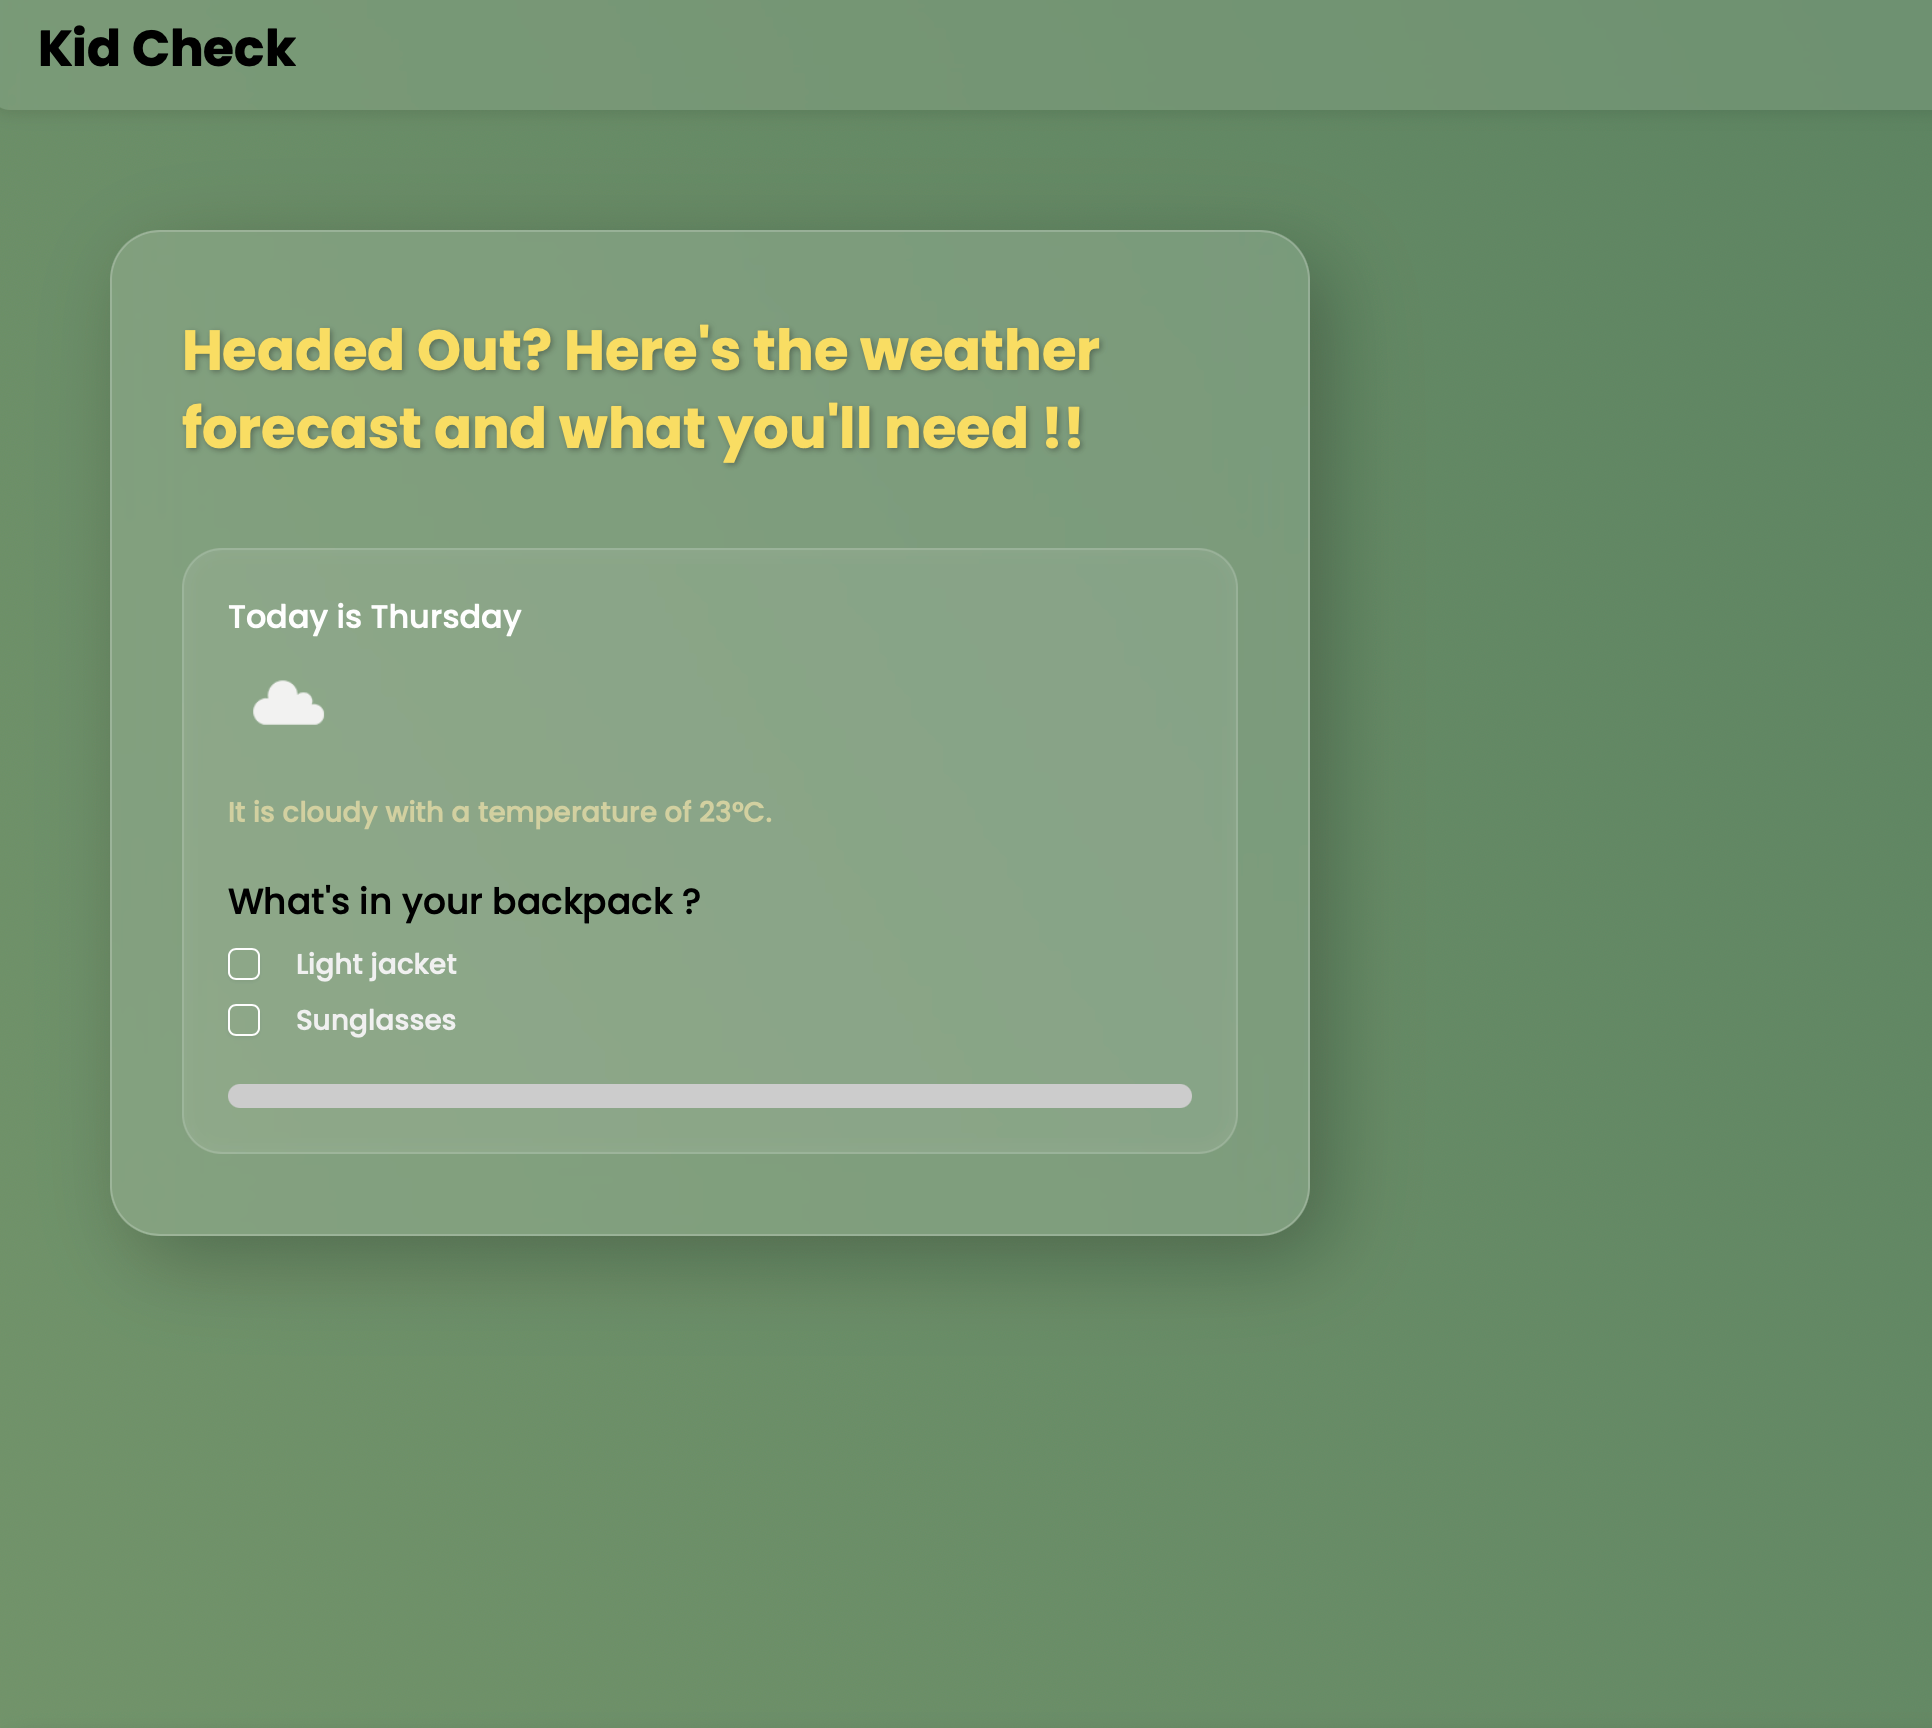 Kid Check
Headed Out? Here's the weather
forecast and what you'll need !!
Today is Thursday
It is cloudy with a temperature of 23°C.
What's in your backpack ?
Light jacket
Sunglasses